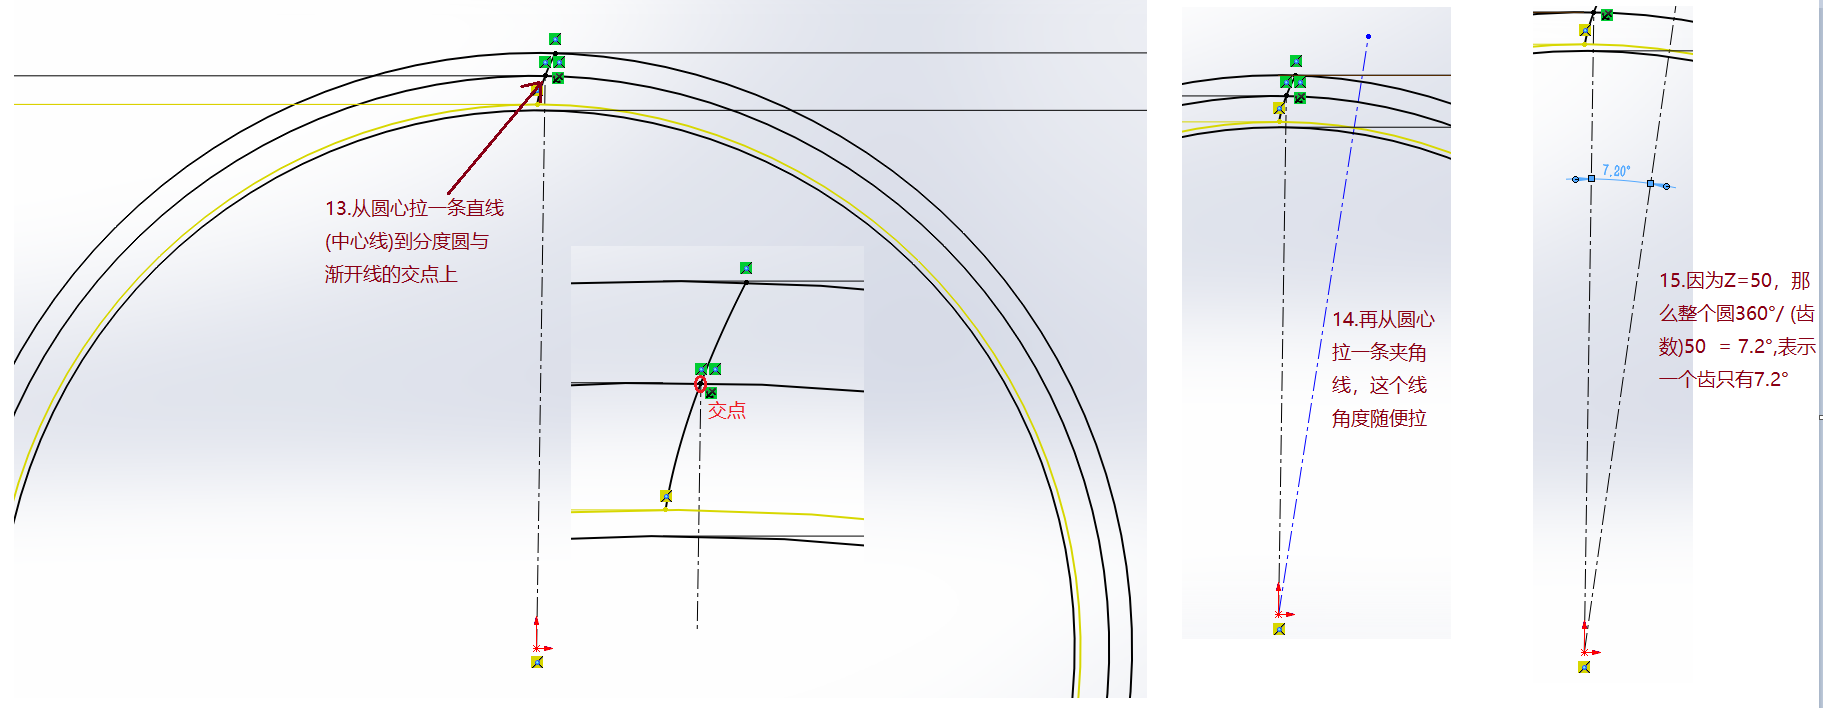 13.从圆心拉一条直线
(中心线)到分度圆与
渐开线的交点上
交点
14.再从圆心
拉一条夹角
线，这个线
角度随便拉
7.20°
15.因为Z=50，那
么整个圆360°/ (齿
数)50 = 7.2°,表示
一个齿只有7.2°